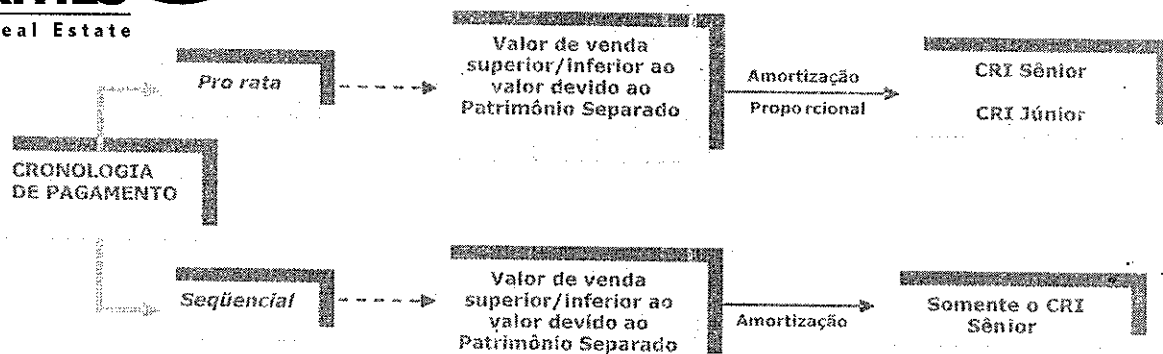 Real Estate
Pro rata
Valor de venda
superior/inferior ao
valor devido ao
Patrimônio Separado
Amortização
Proporcional
CRI Sênior
CRI Júnior
CRONOLOGIA
DE PAGAMENTO
Seqüencial
Valor de venda
superior/inferior ao
valor devido ao
Patrimônio Separado
Amortização
Somente o CRI
Sênior